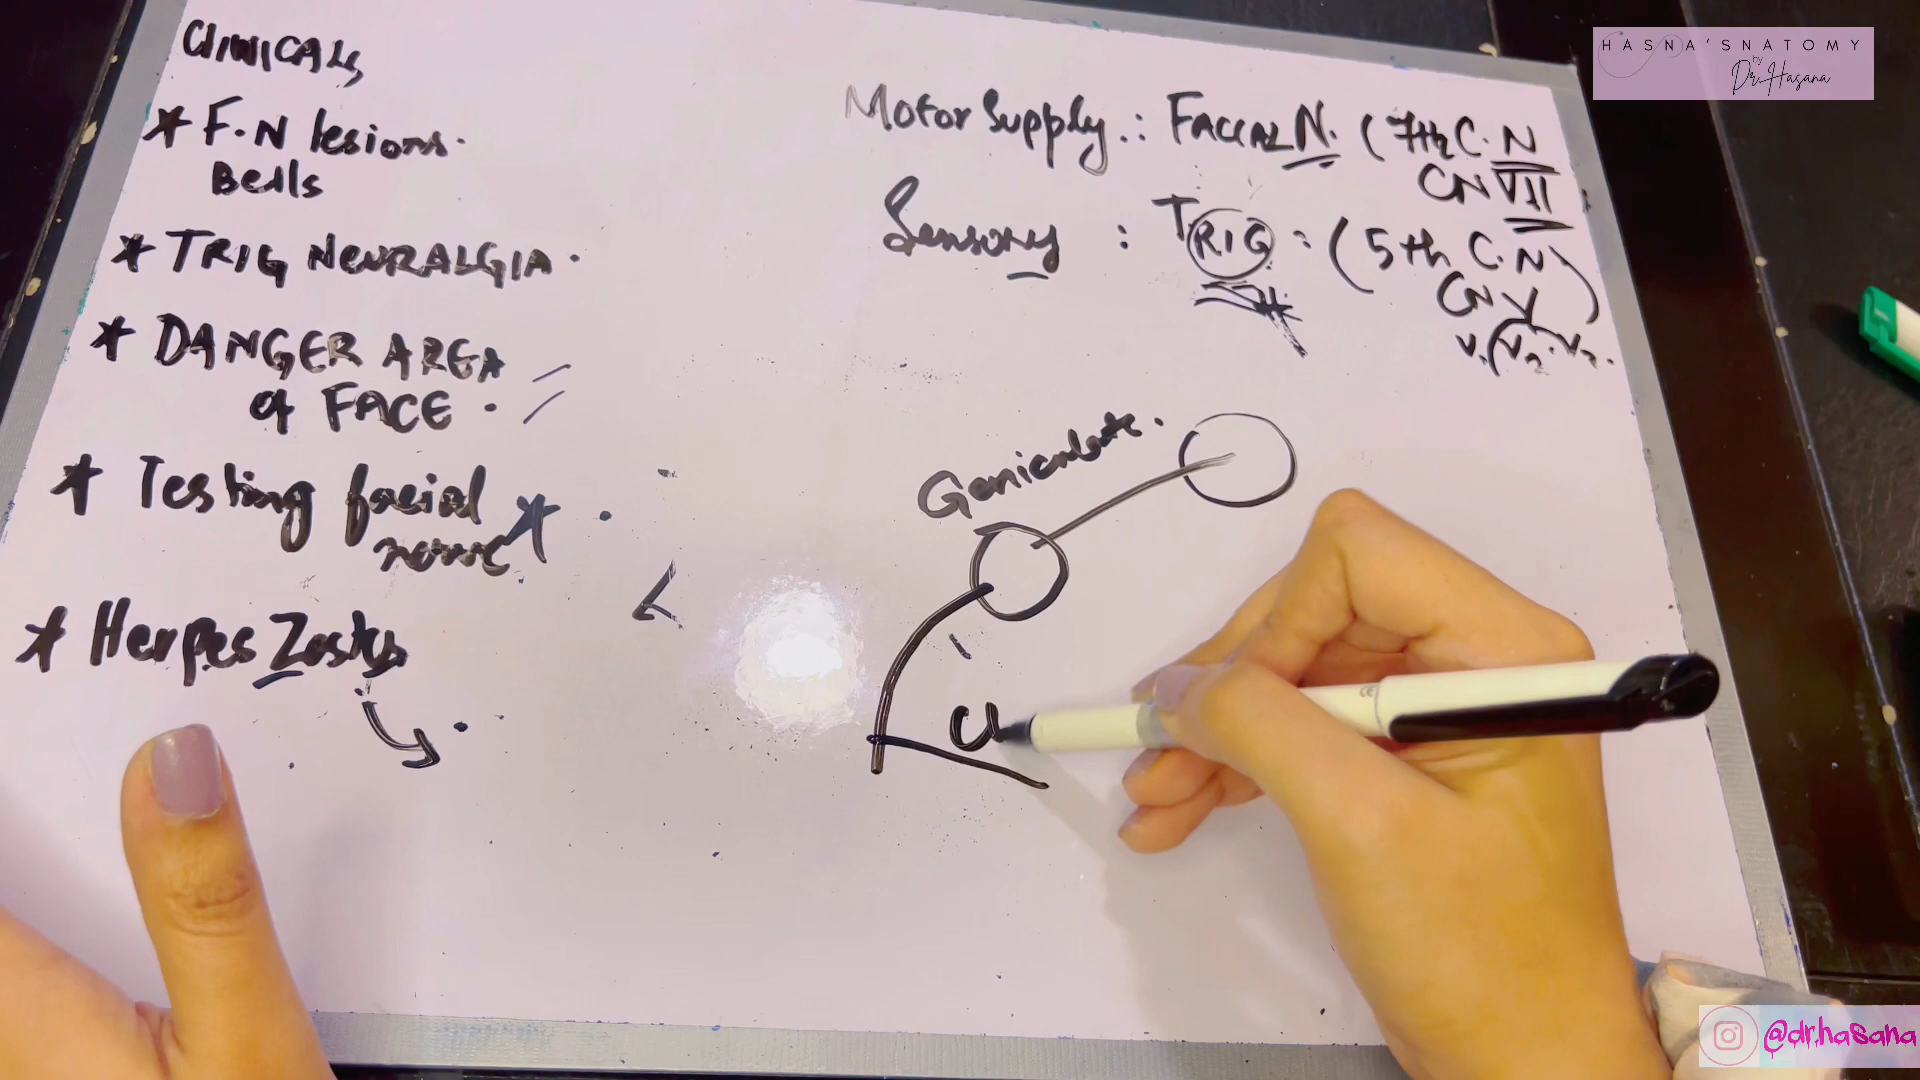 CLINICALS
* F.N lesions.
Bells
* TRIG NEURALGIA.
* DANGER AREA
of FACE.
* Testing facial
nerve *
* Herpes Zoster
Motor Supply.: FACIAL N. (7th C.N
CN VII
Sensory : TRIG : (5th C.N)
CN V
V₁ (V₂. V₃.
Geniculate.
HASNA'SNATOMY
by
Dr.Hasana
@dr.hasana